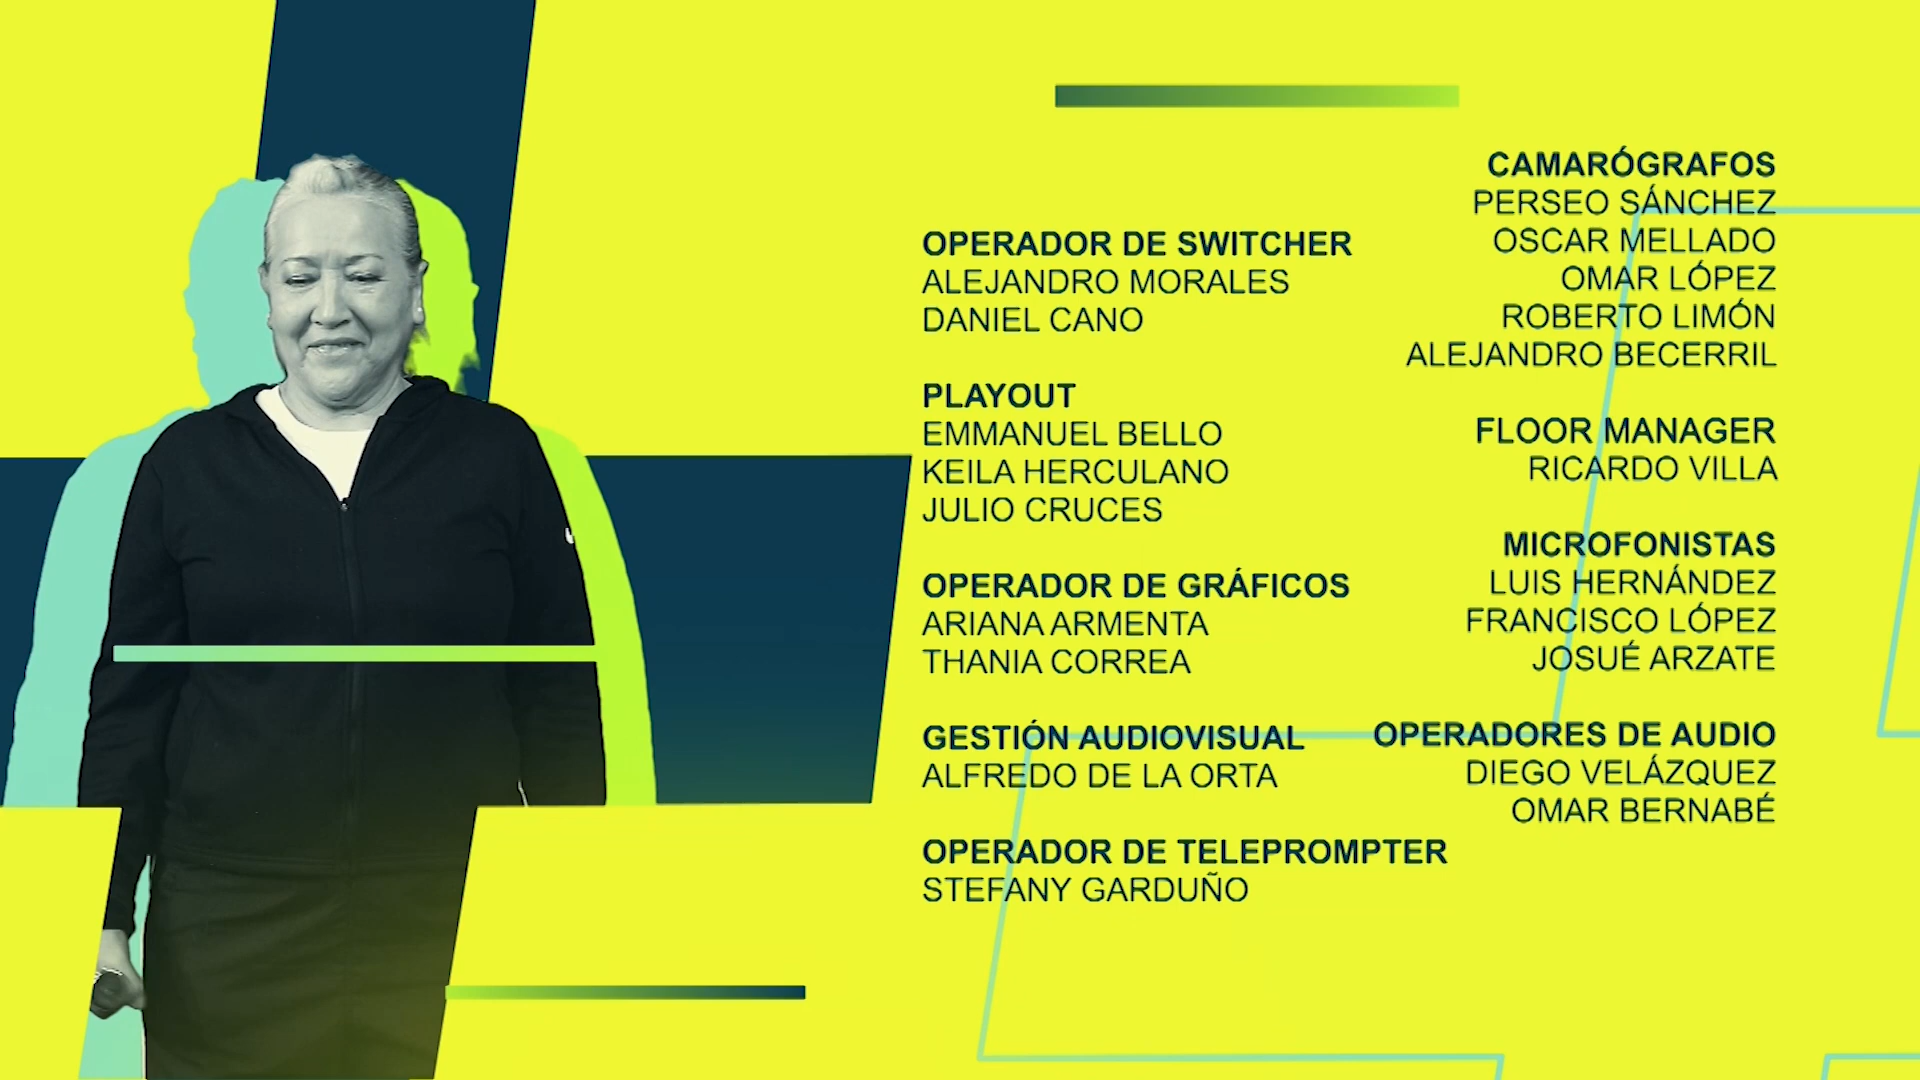 OPERADOR DE SWITCHER
ALEJANDRO MORALES
DANIEL CANO
PLAYOUT
EMMANUEL BELLO
KEILA HERCULANO
JULIO CRUCES
OPERADOR DE GRÁFICOS
ARIANA ARMENTA
THANIA CORREA
GESTIÓN AUDIOVISUAL
ALFREDO DE LA ORTA
OPERADOR DE TELEPROMPTER
STEFANY GARDUÑO
CAMARÓGRAFOS
PERSEO SÁNCHEZ
OSCAR MELLADO
OMAR LÓPEZ
ROBERTO LIMÓN
ALEJANDRO BECERRIL
FLOOR MANAGER
RICARDO VILLA
MICROFONISTAS
LUIS HERNÁNDEZ
FRANCISCO LÓPEZ
JOSUÉ ARZATE
OPERADORES DE AUDIO
DIEGO VELÁZQUEZ
OMAR BERNABÉ